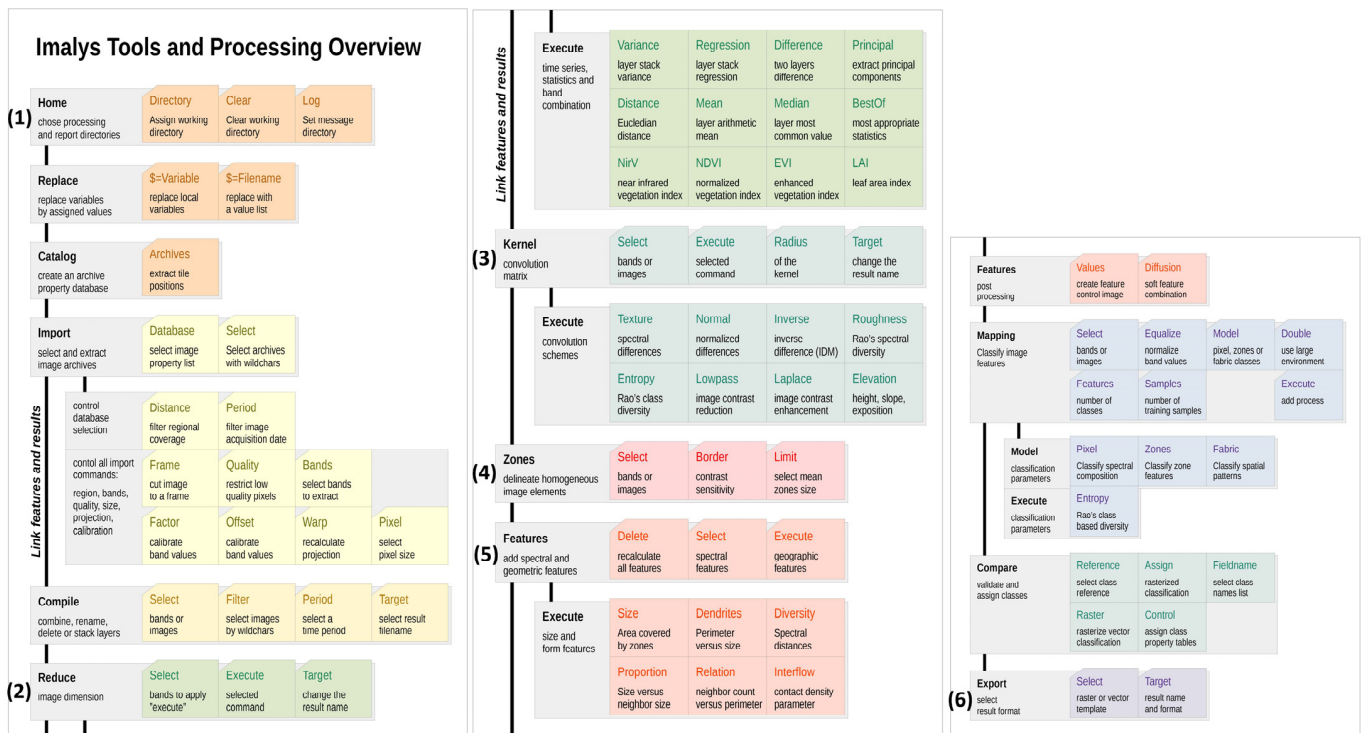 Imalys Tools and Processing Overview
(1)
Home
chose processing
and report directories
Directory
Assign working
directory
Clear
Clear working
directory
Log
Set message
directory
Replace
replace variables
by assigned values
$=Variable
replace local
variables
$=Filename
replace with
a value list
Catalog
create an archive
property database
Archives
extract tile
positions
Import
select and extract
image archives
Database
select image
property list
Select
Select archives
with wildchars
Link features and results
control
database
selection
Distance
filter regional
coverage
Period
filter image
acquisition date
contol all import
commands:
region, bands,
quality, size,
projection,
calibration
Frame
cut image
to a frame
Quality
restrict low
quality pixels
Bands
select bands
to extract
Factor
calibrate
band values
Offset
calibrate
band values
Warp
recalculate
projection
Pixel
select
pixel size
Compile
combine, rename,
delete or stack layers
Select
bands or
images
Filter
select images
by wildchars
Period
select a
time period
Target
select result
filename
(2)
Reduce
image dimension
Select
bands to apply
"execute"
Execute
selected
command
Target
change the
result name
Link features and results
Execute
time series,
statistics and
band
combination
Variance
layer stack
variance
Regression
layer stack
regression
Difference
two layers
difference
Principal
extract principal
components
Distance
Eucledian
distance
Mean
layer arithmetic
mean
Median
layer most
common value
BestOf
most appropriate
statistics
NirV
near infrared
vegetation index
NDVI
normalized
vegetation index
EVI
enhanced
vegetation index
LAI
leaf area index
(3)
Kernel
convolution
matrix
Select
bands or
images
Execute
selected
command
Radius
of the
kernel
Target
change the
result name
Execute
convolution
schemes
Texture
spectral
differences
Normal
normalized
differences
Inverse
inverse
difference (IDM)
Roughness
Rao's spectral
diversity
Entropy
Rao's class
diversity
Lowpass
image contrast
reduction
Laplace
image contrast
enhancement
Elevation
height, slope,
exposition
(4)
Zones
delineate homogeneous
image elements
Select
bands or
images
Border
contrast
sensitivity
Limit
select mean
zones size
(5)
Features
add spectral and
geometric features
Delete
recalculate
all features
Select
spectral
features
Execute
geographic
features
Execute
size and
form features
Size
Area covered
by zones
Dendrites
Perimeter
versus size
Diversity
Spectral
distances
Proportion
Size versus
neighbor size
Relation
neighbor count
versus perimeter
Interflow
contact density
parameter
Features
post
processing
Values
create feature
control image
Diffusion
soft feature
combination
Mapping
Classify image
features
Select
bands or
images
Equalize
normalize
band values
Model
pixel, zones or
fabric classes
Double
use large
environment
Features
number of
classes
Samples
number of
training samples
Execute
add process
Model
classification
parameters
Pixel
Classify spectral
composition
Zones
Classify zone
features
Fabric
Classify spatial
patterns
Execute
classification
parameters
Entropy
Rao's class
based diversity
Compare
validate and
assign classes
Reference
select class
reference
Assign
rasterized
classification
Fieldname
select class
names list
Raster
rasterize vector
classification
Control
assign class
property tables
(6)
Export
select
result format
Select
raster or vector
template
Target
result name
and format